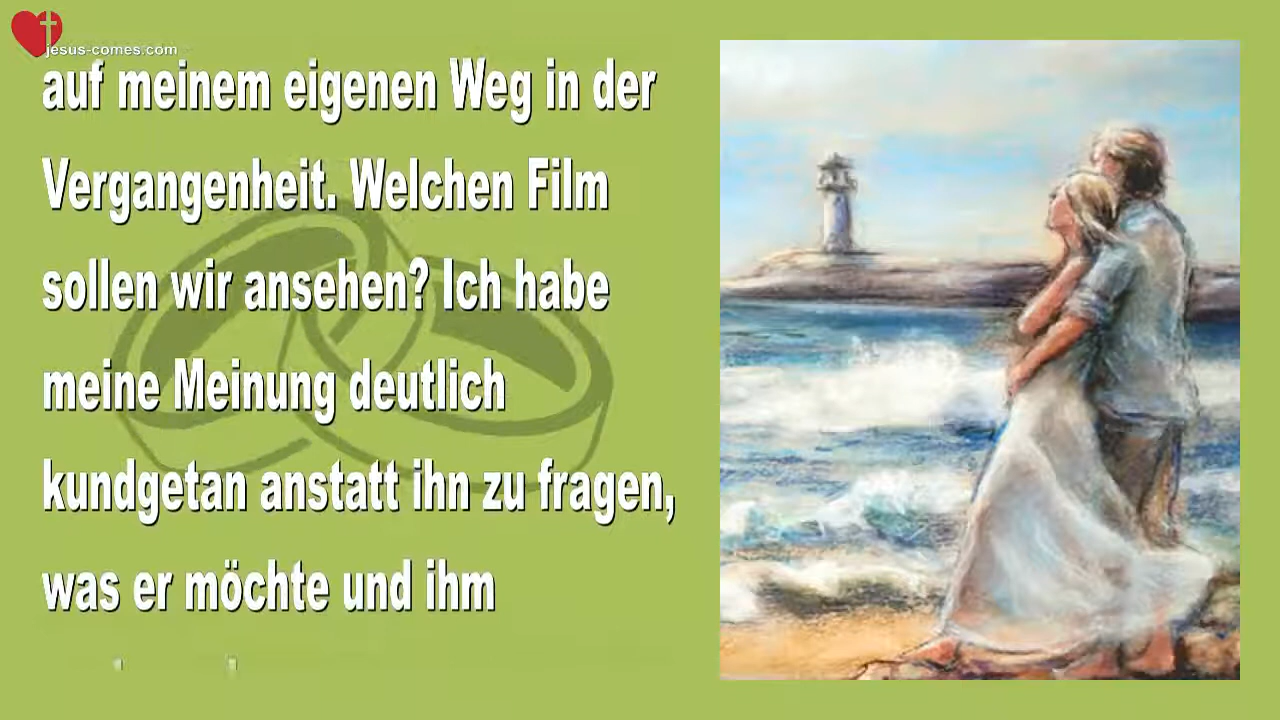 jesus-comes.com
auf meinem eigenen Weg in der
Vergangenheit. Welchen Film
sollen wir ansehen? Ich habe
meine Meinung deutlich
kundgetan anstatt ihn zu fragen,
was er möchte und ihm